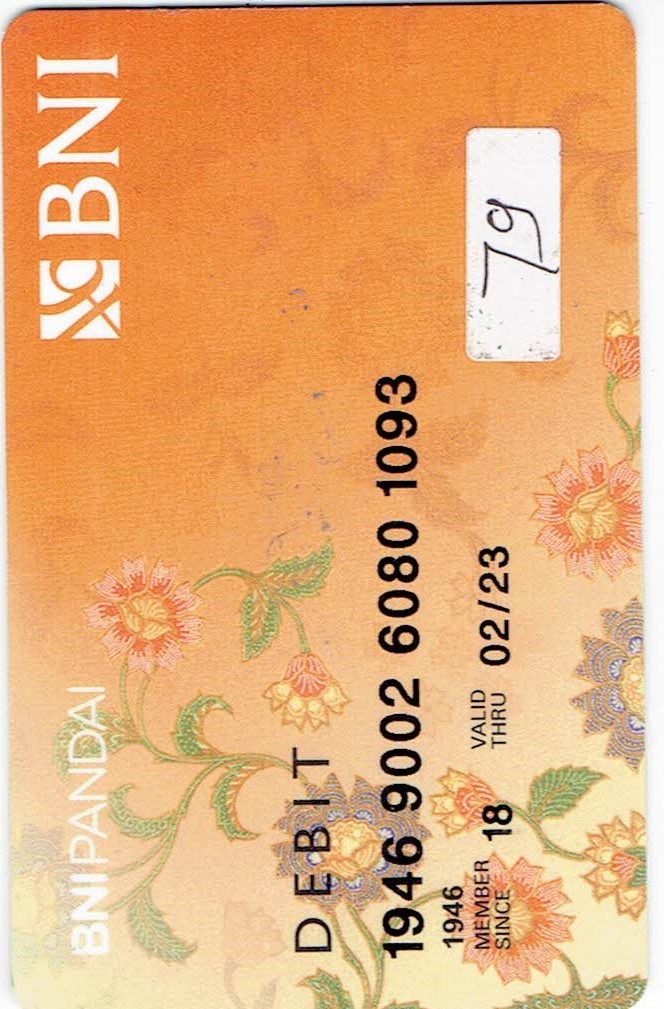 BNI PANDAI
BNI
DEBIT
1946 9002 6080 1093
1946
MEMBER SINCE 18
VALID THRU 02/23
79